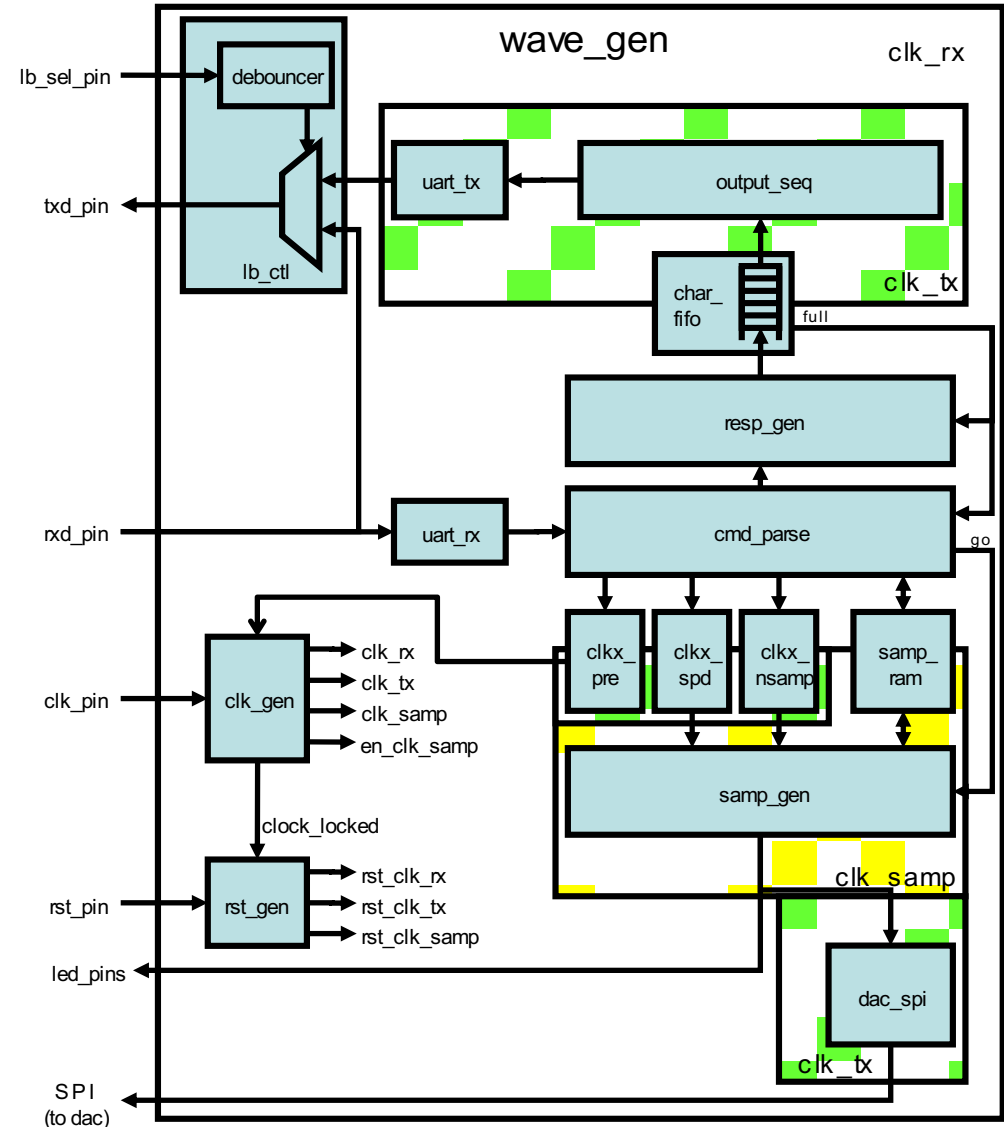 wave_gen
clk_rx
lb_sel_pin
debouncer
txd_pin
uart_tx
output_seq
lb_ctl
clk_tx
char_
fifo
full
resp_gen
rxd_pin
uart_rx
cmd_parse
go
clkx_
pre
clkx_
spd
clkx_
nsamp
samp_
ram
clk_pin
clk_gen
clk_rx
clk_tx
clk_samp
en_clk_samp
samp_gen
clock_locked
rst_pin
rst_gen
rst_clk_rx
rst_clk_tx
rst_clk_samp
clk_samp
led_pins
dac_spi
clk_tx
SPI
(to dac)